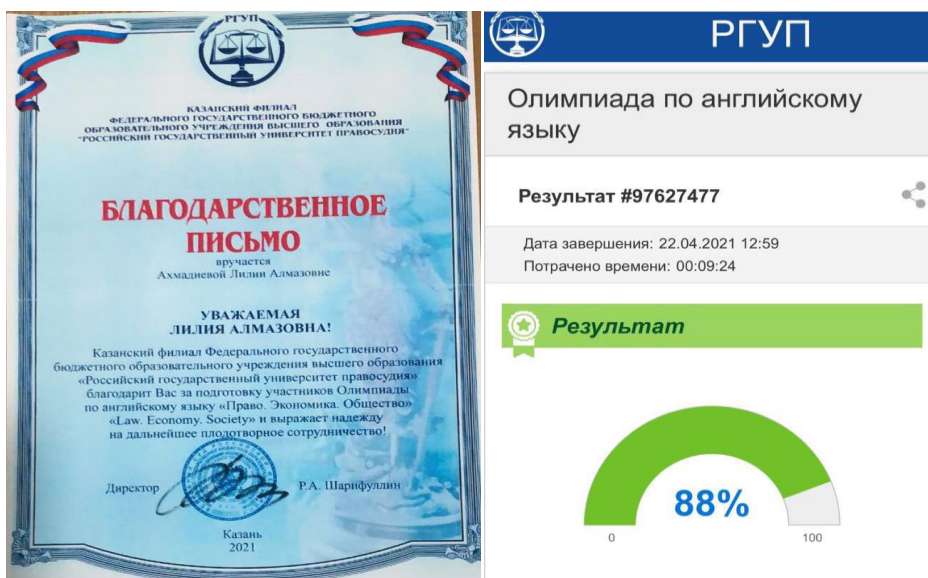 РГУП
КАЗАНСКИЙ ФИЛИАЛ
ФЕДЕРАЛЬНОГО ГОСУДАРСТВЕННОГО БЮДЖЕТНОГО
ОБРАЗОВАТЕЛЬНОГО УЧРЕЖДЕНИЯ ВЫСШЕГО ОБРАЗОВАНИЯ
"РОССИЙСКИЙ ГОСУДАРСТВЕННЫЙ УНИВЕРСИТЕТ ПРАВОСУДИЯ"
БЛАГОДАРСТВЕННОЕ
ПИСЬМО
вручается
Ахмадиевой Лилии Алмазовне
УВАЖАЕМАЯ
ЛИЛИЯ АЛМАЗОВНА!
Казанский филиал Федерального государственного
бюджетного образовательного учреждения высшего образования
«Российский государственный университет правосудия»
благодарит Вас за подготовку участников Олимпиады
по английскому языку «Право. Экономика. Общество»
«Law. Economy. Society» и выражает надежду
на дальнейшее плодотворное сотрудничество!
Директор Р.А. Шарифуллин
Казань
2021
РГУП
Олимпиада по английскому
языку
Результат #97627477
Дата завершения: 22.04.2021 12:59
Потрачено времени: 00:09:24
Результат
88%
0 100